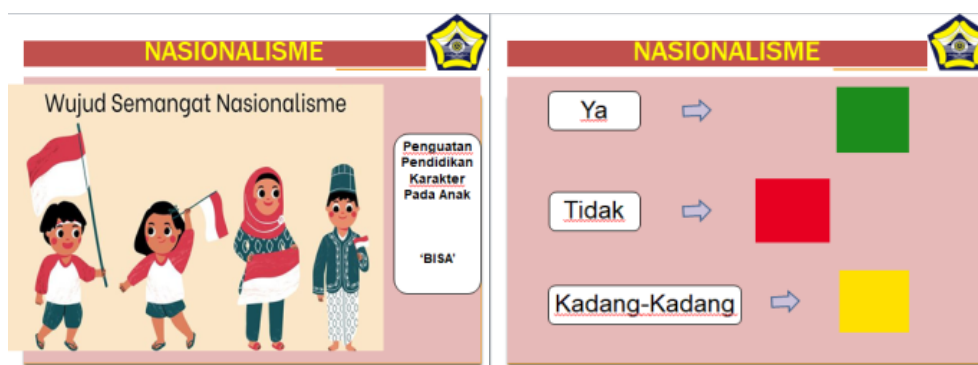 NASIONALISME
Wujud Semangat Nasionalisme
Penguatan
Pendidikan
Karakter
Pada Anak
'BISA'
NASIONALISME
Ya
Tidak
Kadang-Kadang